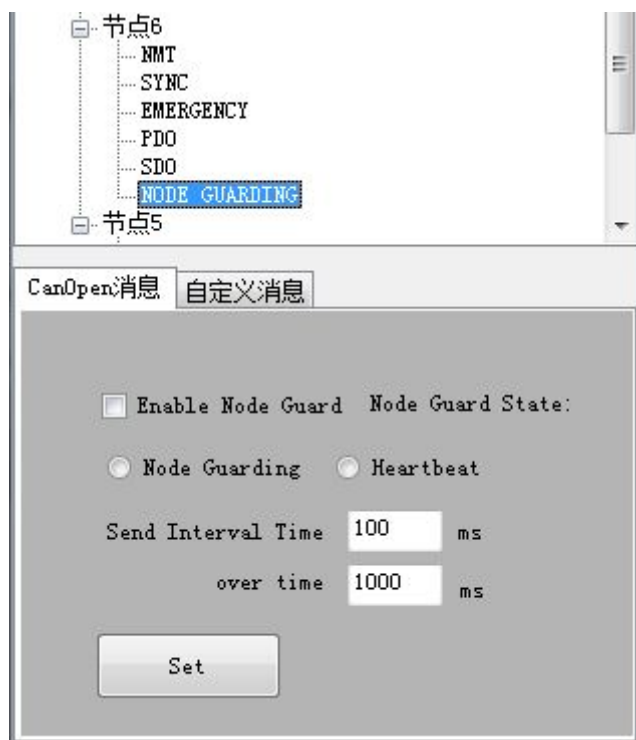 节点6
NMT
SYNC
EMERGENCY
PDO
SDO
NODE GUARDING
节点5
CanOpen消息 自定义消息
Enable Node Guard Node Guard State:
Node Guarding Heartbeat
Send Interval Time 100 ms
over time 1000 ms
Set